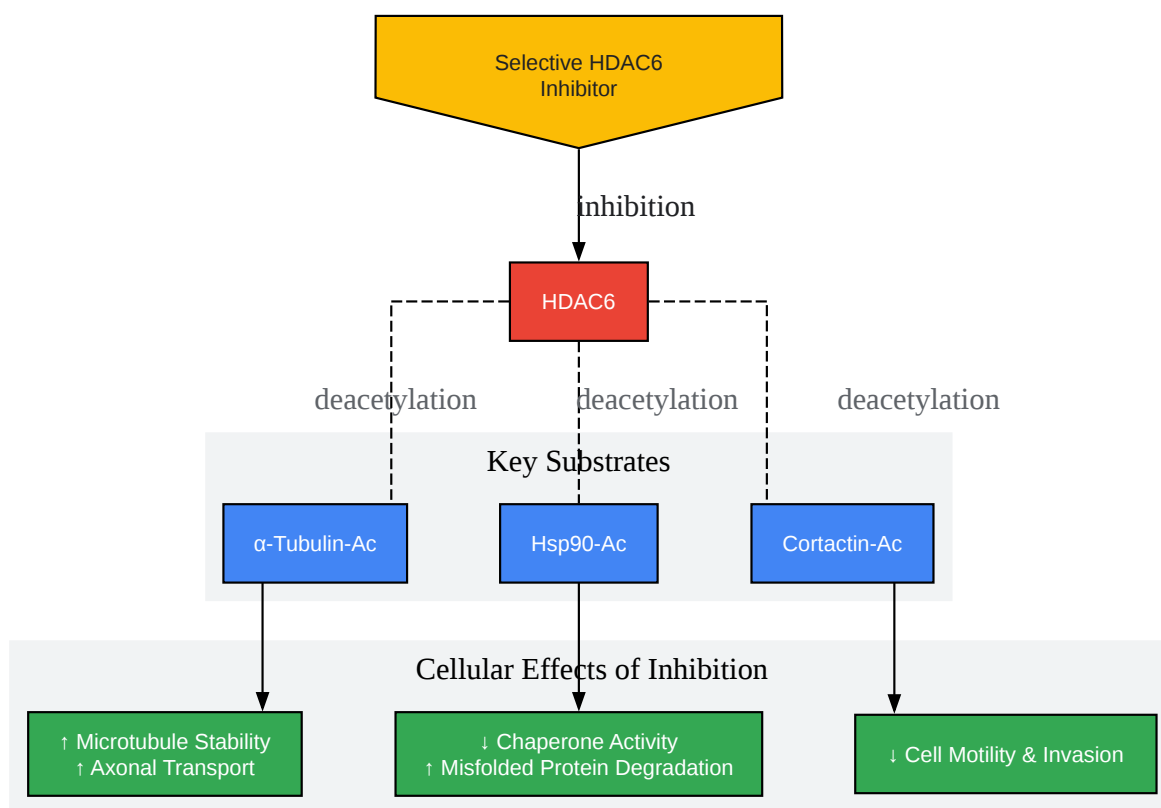 Selective HDAC6
Inhibitor
inhibition
HDAC6
deacetylation
deacetylation
deacetylation
Key Substrates
α-Tubulin-Ac
Hsp90-Ac
Cortactin-Ac
Cellular Effects of Inhibition
↑ Microtubule Stability
↑ Axonal Transport
↓ Chaperone Activity
↑ Misfolded Protein Degradation
↓ Cell Motility & Invasion